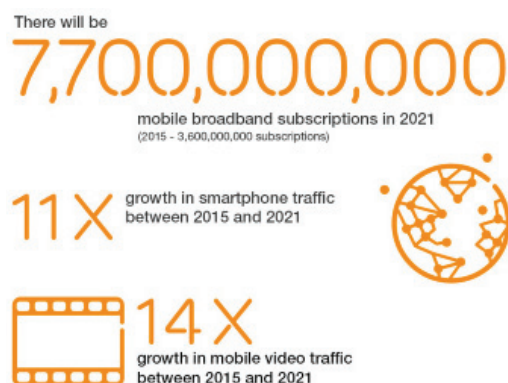 There will be
7,700,000,000
mobile broadband subscriptions in 2021
(2015 - 3,600,000,000 subscriptions)
11X
growth in smartphone traffic
between 2015 and 2021
14X
growth in mobile video traffic
between 2015 and 2021